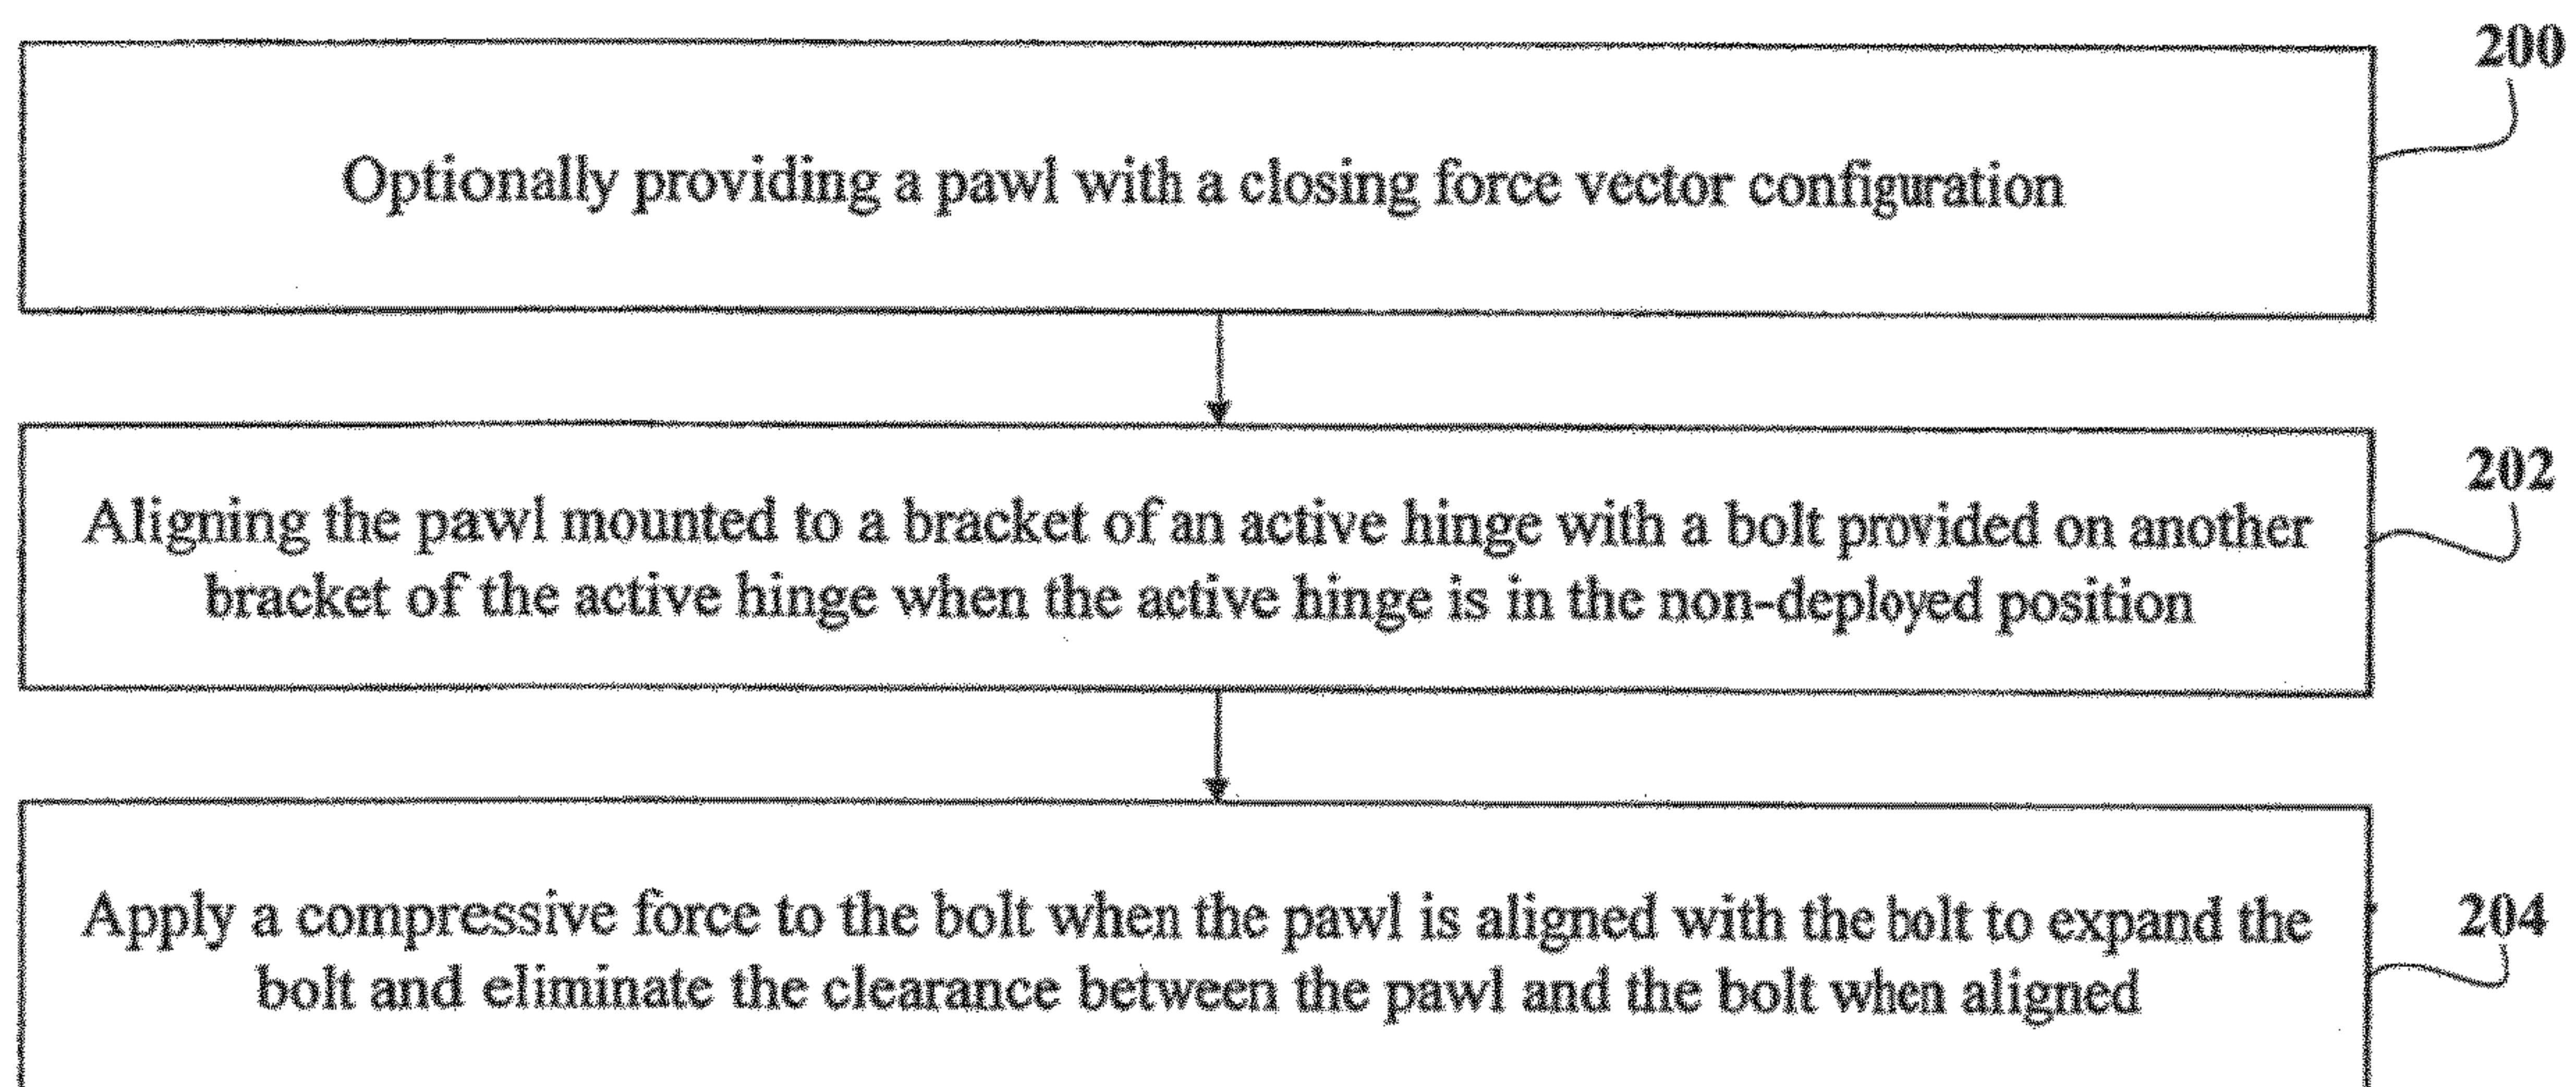 200
Optionally providing a pawl with a closing force vector configuration
202
Aligning the pawl mounted to a bracket of an active hinge with a bolt provided on another
bracket of the active hinge when the active hinge is in the non-deployed position
204
Apply a compressive force to the bolt when the pawl is aligned with the bolt to expand the
bolt and eliminate the clearance between the pawl and the bolt when aligned